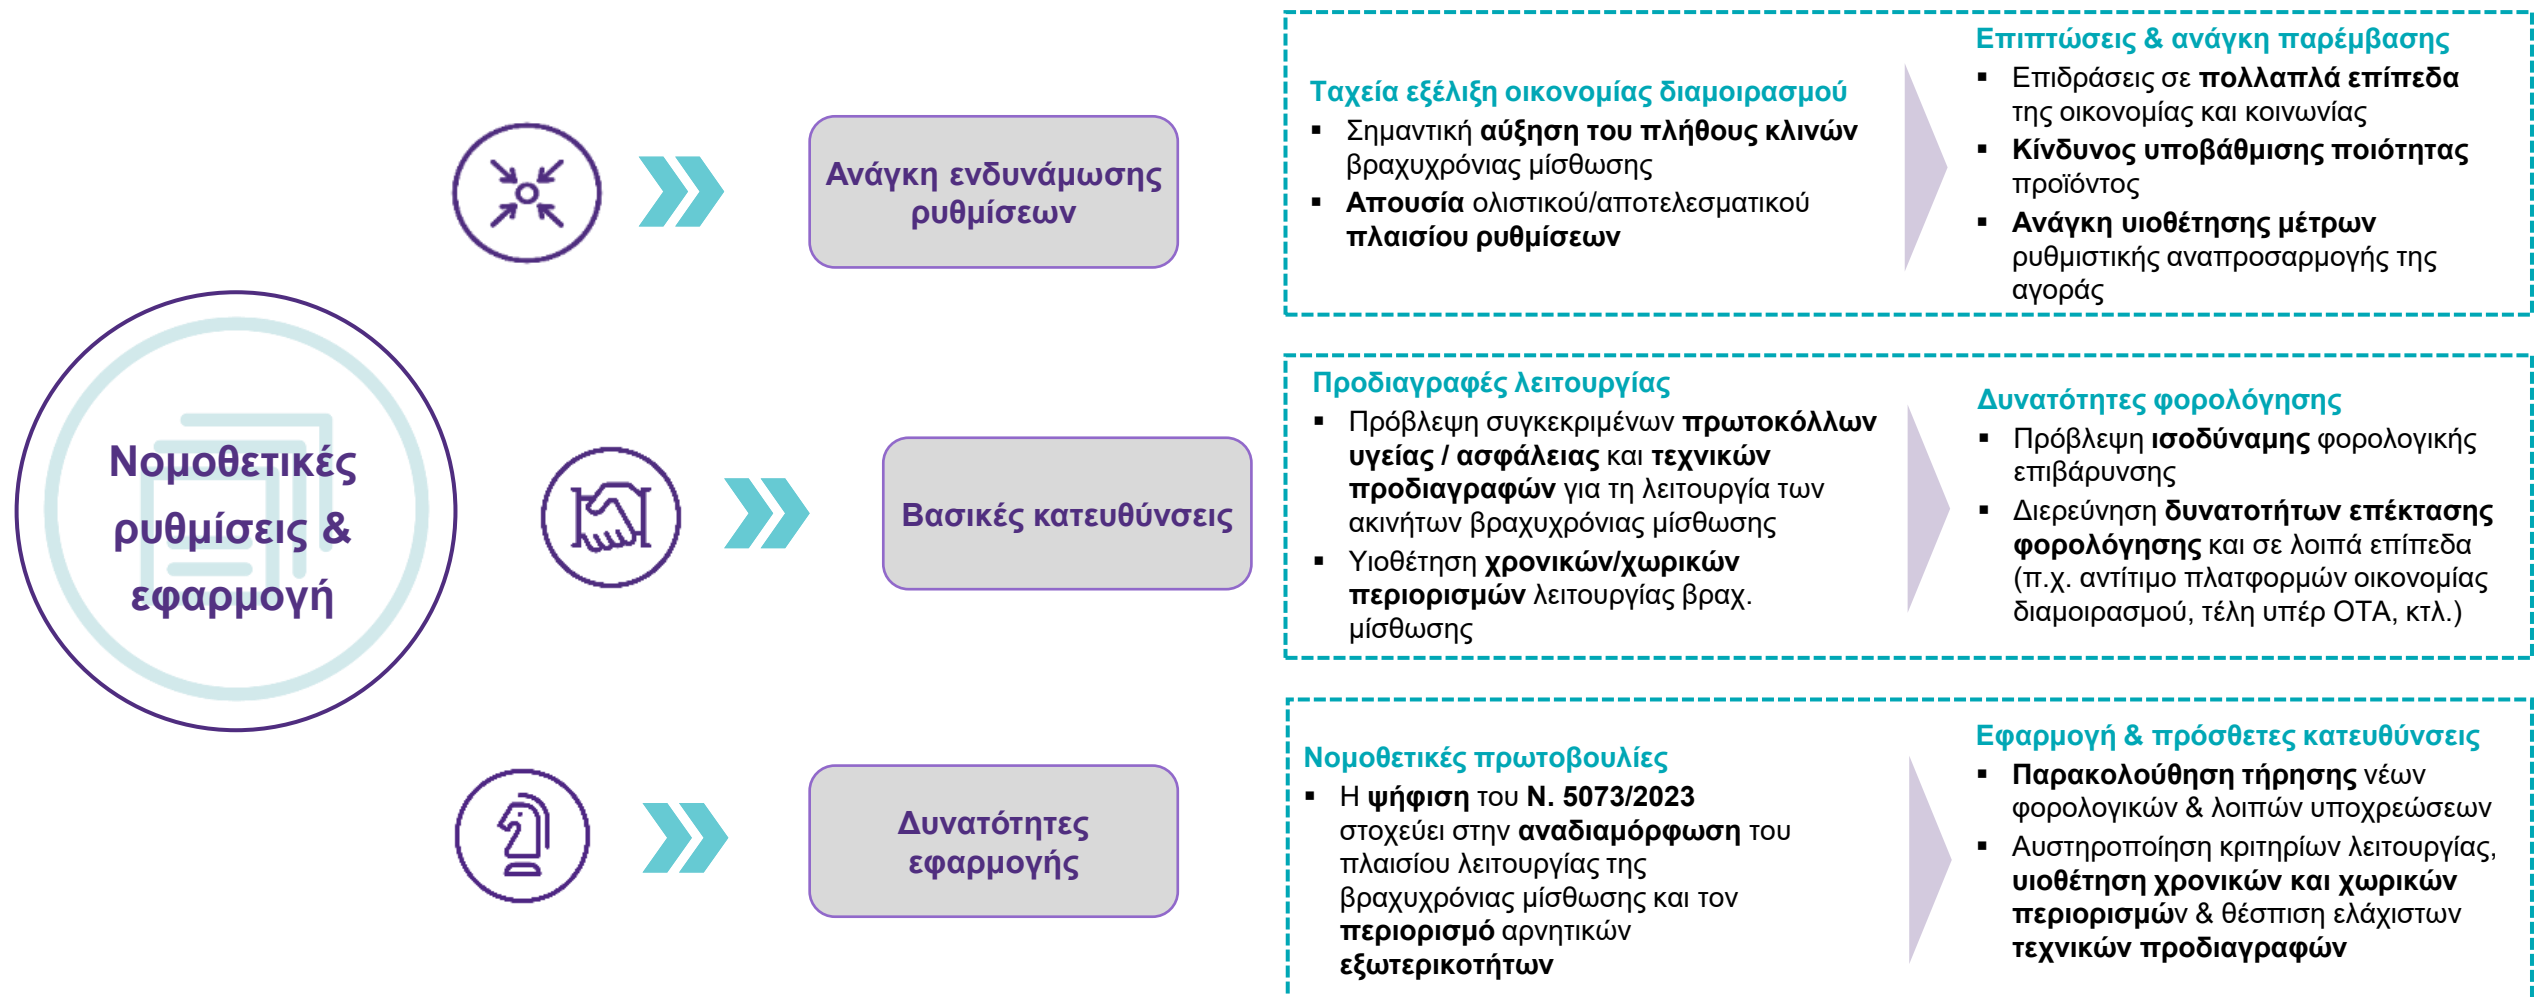 Νομοθετικές
ρυθμίσεις &
εφαρμογή
Ανάγκη ενδυνάμωσης
ρυθμίσεων
Ταχεία εξέλιξη οικονομίας διαμοιρασμού
▪ Σημαντική αύξηση του πλήθους κλινών
βραχυχρόνιας μίσθωσης
▪ Απουσία ολιστικού/αποτελεσματικού
πλαισίου ρυθμίσεων
Επιπτώσεις & ανάγκη παρέμβασης
▪ Επιδράσεις σε πολλαπλά επίπεδα
της οικονομίας και κοινωνίας
▪ Κίνδυνος υποβάθμισης ποιότητας
προϊόντος
▪ Ανάγκη υιοθέτησης μέτρων
ρυθμιστικής αναπροσαρμογής της
αγοράς
Βασικές κατευθύνσεις
Προδιαγραφές λειτουργίας
▪ Πρόβλεψη συγκεκριμένων πρωτοκόλλων
υγείας / ασφάλειας και τεχνικών
προδιαγραφών για τη λειτουργία των
ακινήτων βραχυχρόνιας μίσθωσης
▪ Υιοθέτηση χρονικών/χωρικών
περιορισμών λειτουργίας βραχ.
μίσθωσης
Δυνατότητες φορολόγησης
▪ Πρόβλεψη ισοδύναμης φορολογικής
επιβάρυνσης
▪ Διερεύνηση δυνατοτήτων επέκτασης
φορολόγησης και σε λοιπά επίπεδα
(π.χ. αντίτιμο πλατφορμών οικονομίας
διαμοιρασμού, τέλη υπέρ ΟΤΑ, κτλ.)
Δυνατότητες
εφαρμογής
Νομοθετικές πρωτοβουλίες
▪ Η ψήφιση του Ν. 5073/2023
στοχεύει στην αναδιαμόρφωση του
πλαισίου λειτουργίας της
βραχυχρόνιας μίσθωσης και τον
περιορισμό αρνητικών
εξωτερικοτήτων
Εφαρμογή & πρόσθετες κατευθύνσεις
▪ Παρακολούθηση τήρησης νέων
φορολογικών & λοιπών υποχρεώσεων
▪ Αυστηροποίηση κριτηρίων λειτουργίας,
υιοθέτηση χρονικών και χωρικών
περιορισμών & θέσπιση ελάχιστων
τεχνικών προδιαγραφών